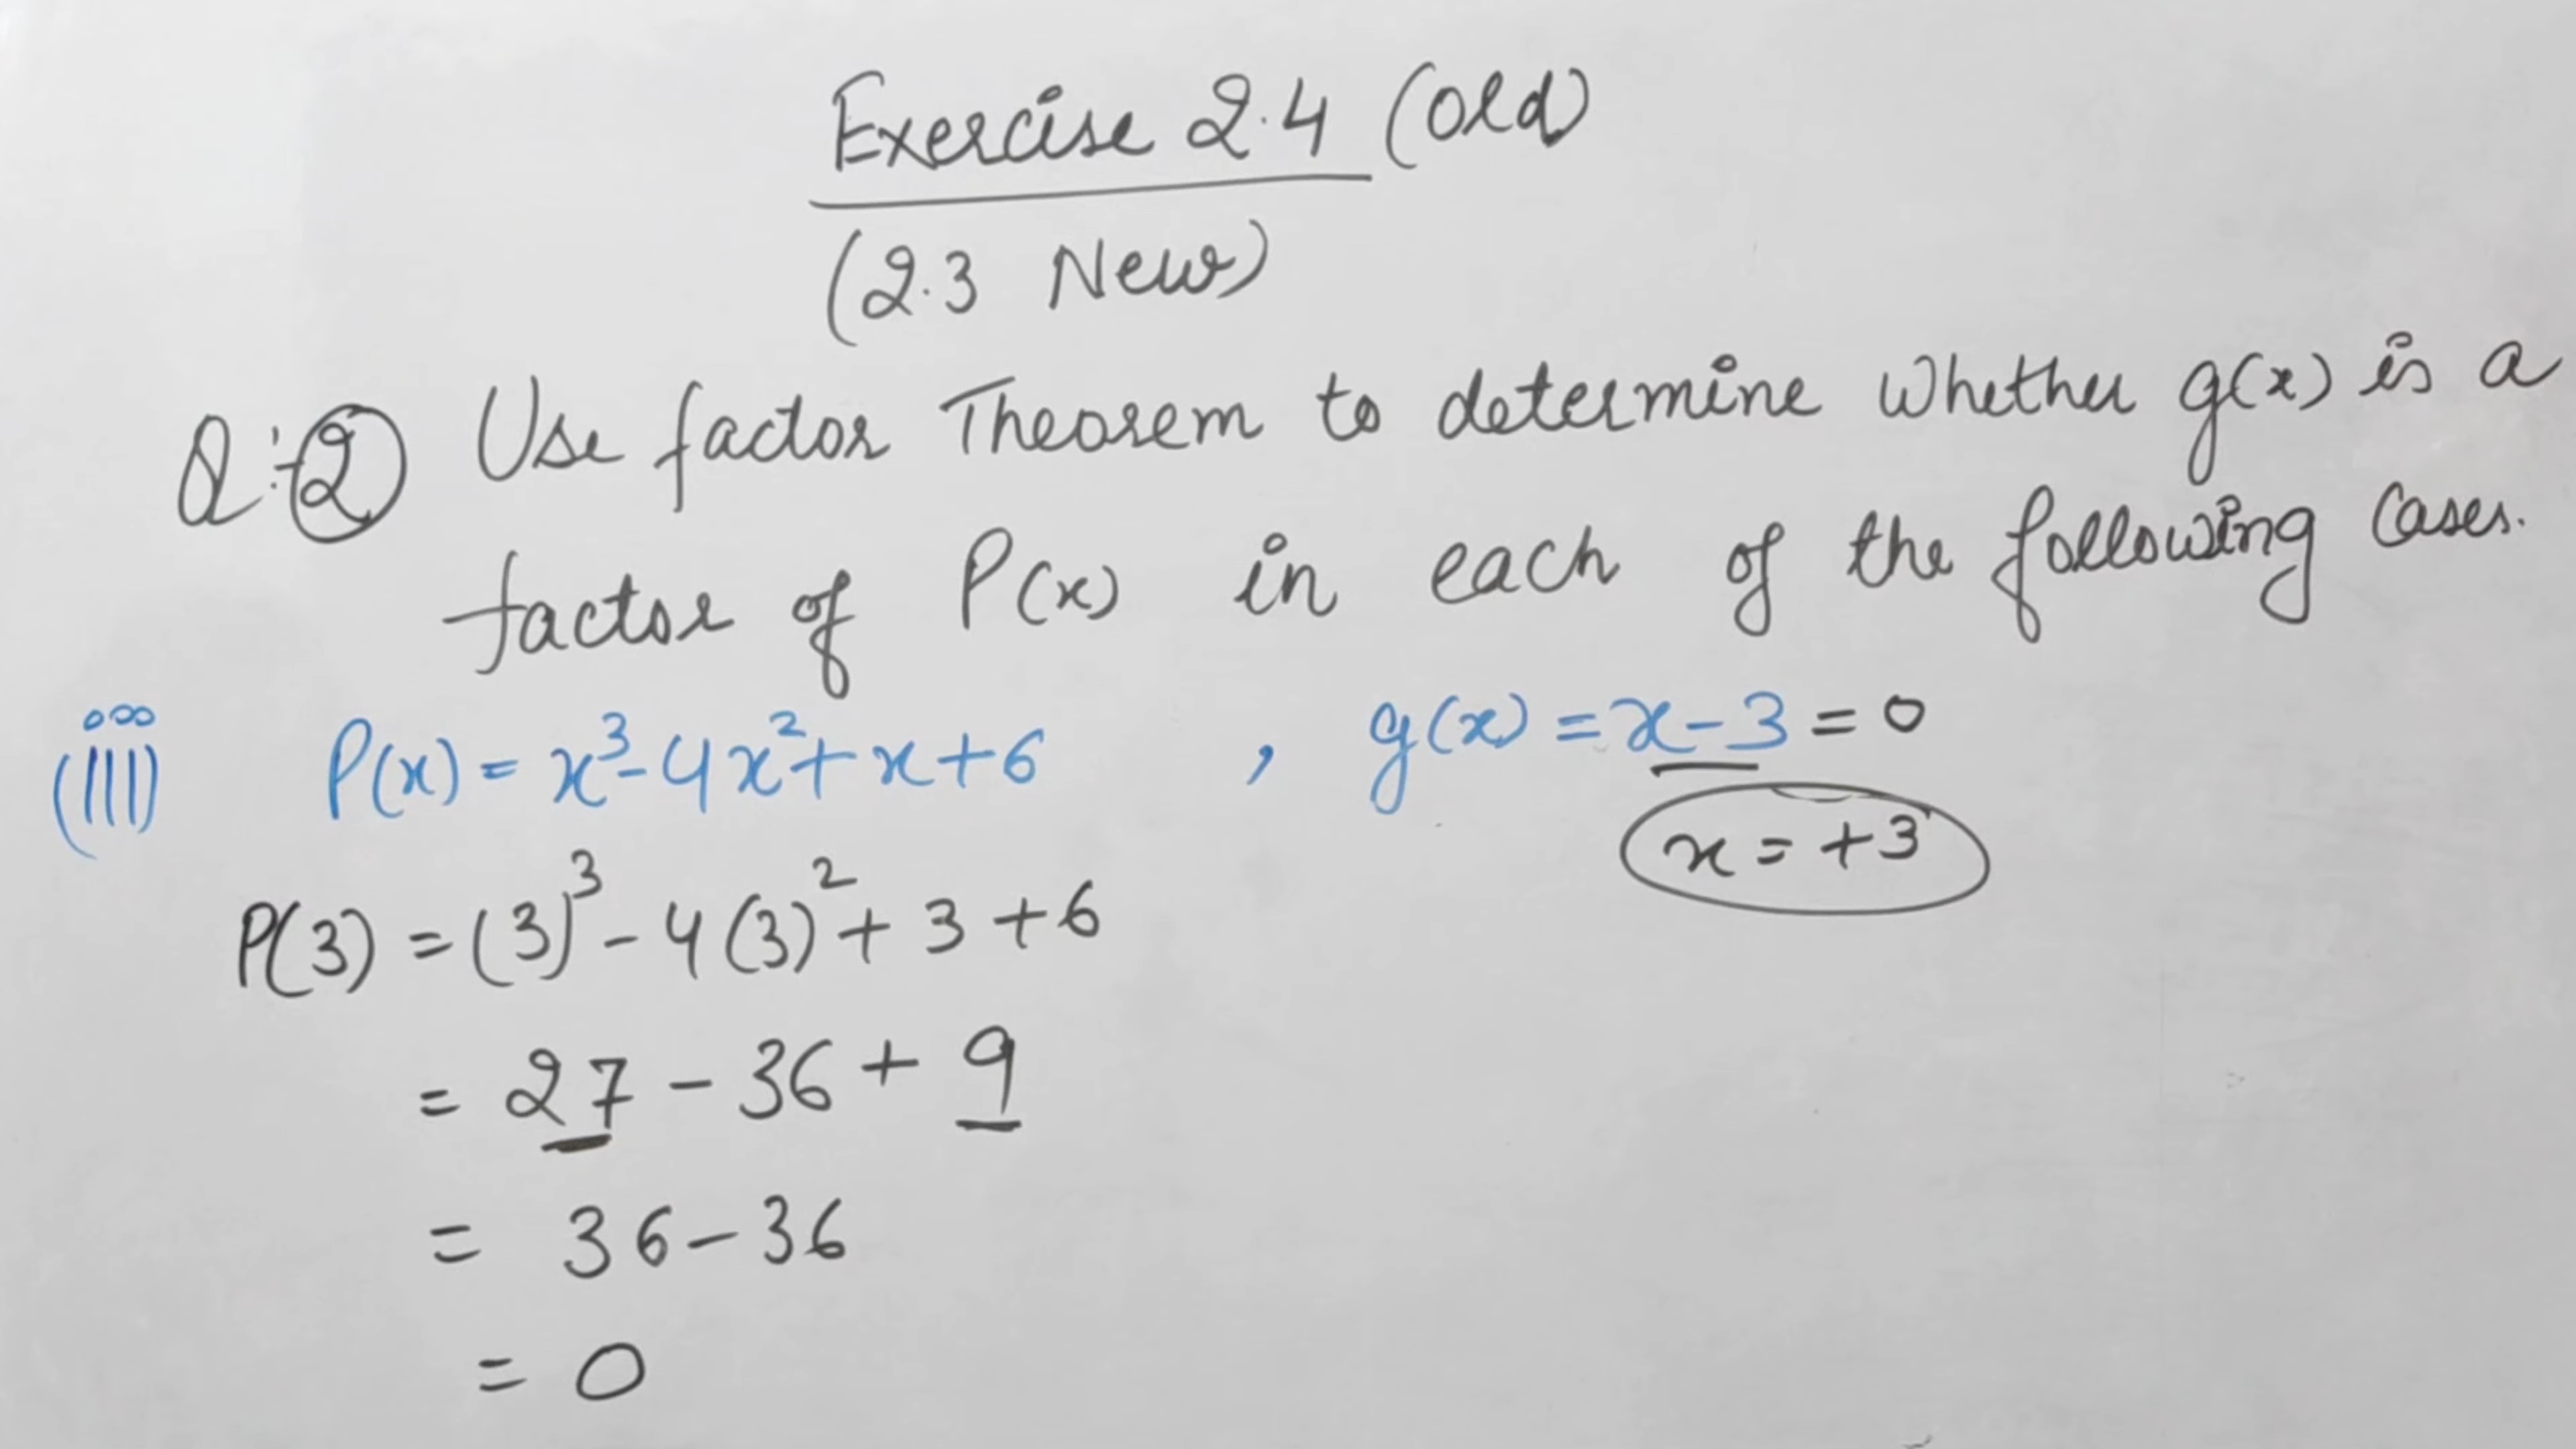 Exercise 2.4 (old)
(2.3 New)
Q:-2 Use factor Theorem to determine whether g(x) is a
factor of P(x) in each of the following Cases.
(iii) P(x) = x³-4x²+x+6 , g(x) = x-3 = 0
x = +3
P(3) = (3)³ - 4(3)² + 3 + 6
= 27 - 36 + 9
= 36 - 36
= 0